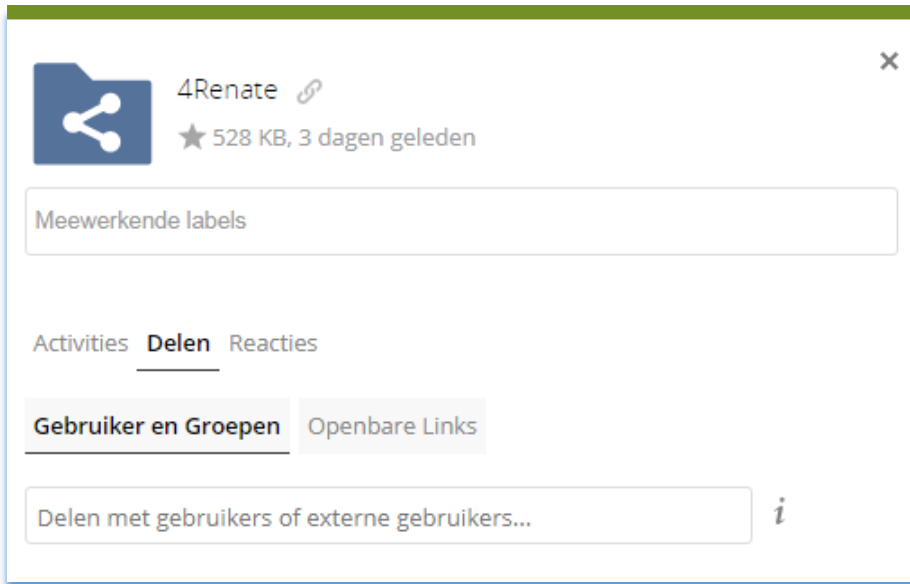 4Renate
528 KB, 3 dagen geleden
Meewerkende labels
Activities Delen Reacties
Gebruiker en Groepen Openbare Links
Delen met gebruikers of externe gebruikers...
i